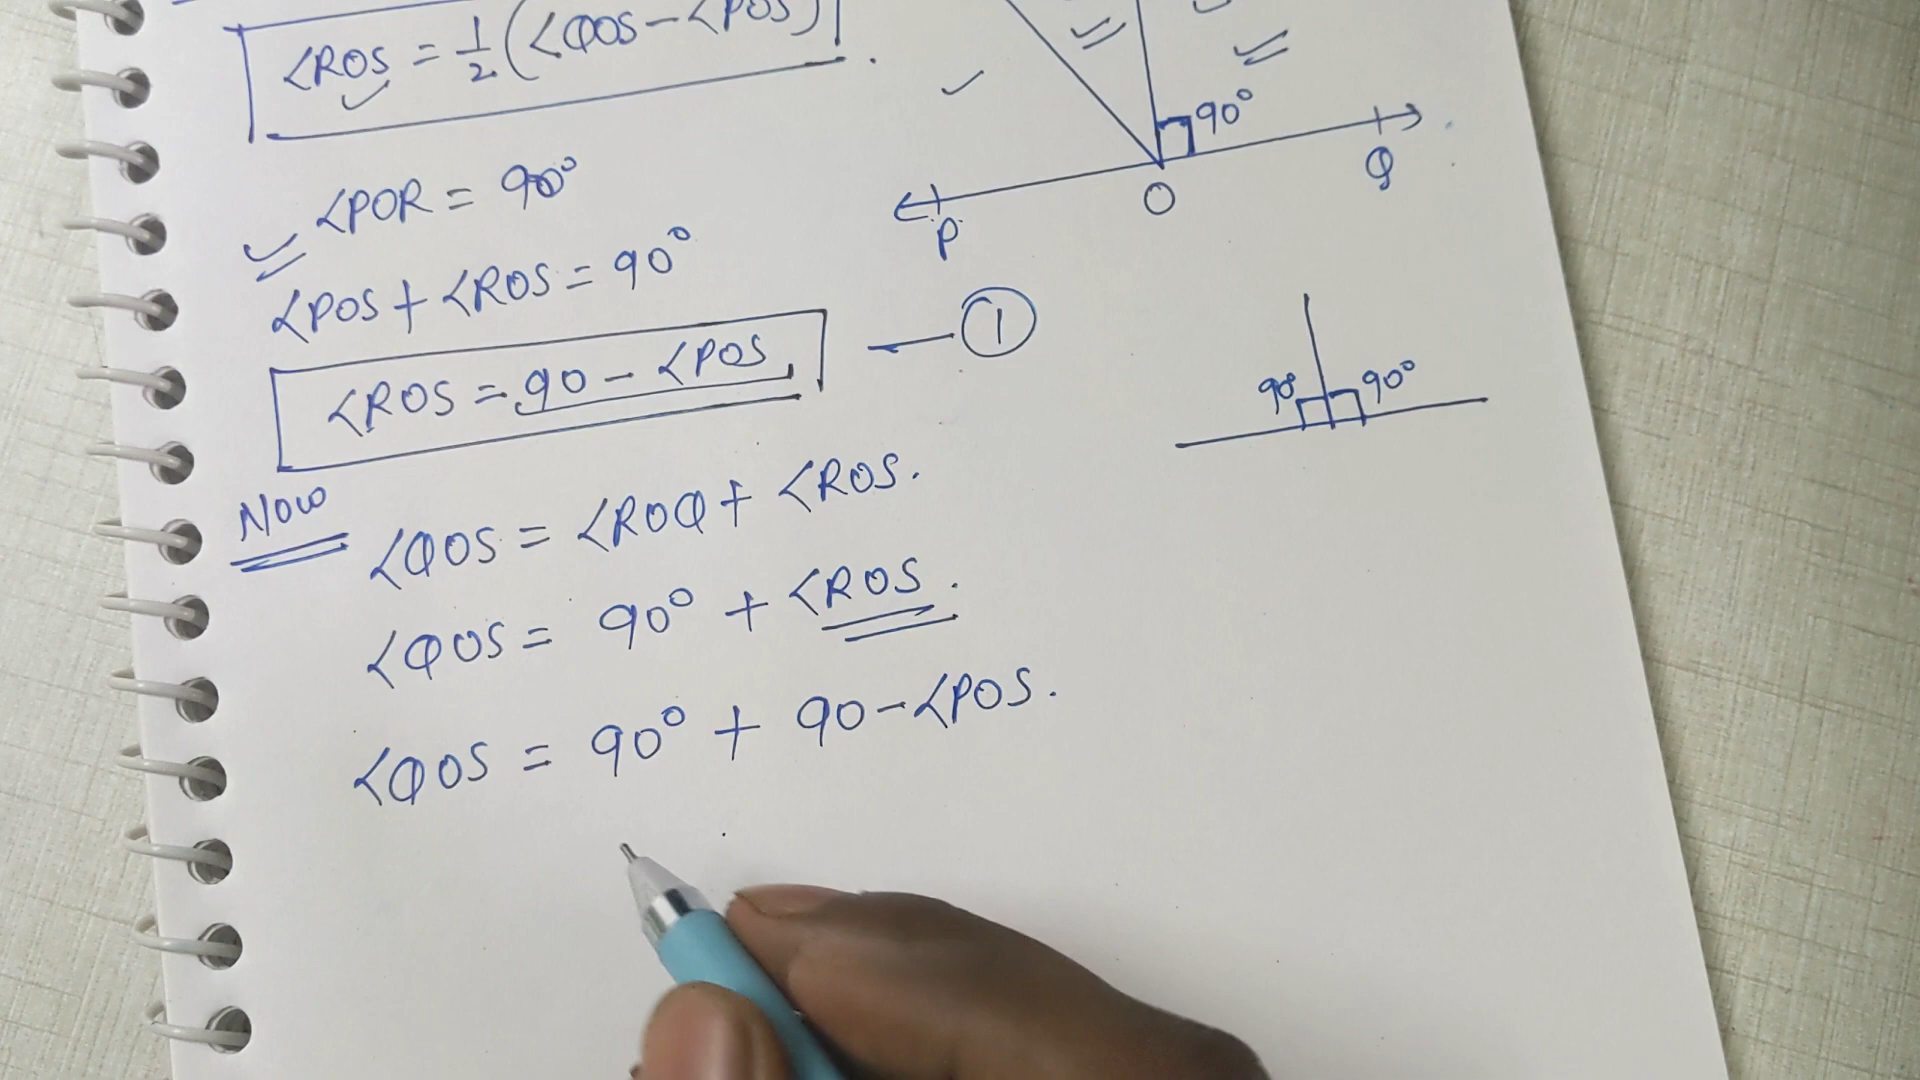 ∠ROS = 1/2 (∠QOS - ∠POS)
∠POR = 90°
∠POS + ∠ROS = 90°
∠ROS = 90 - ∠POS — ①
Now ∠QOS = ∠ROQ + ∠ROS.
∠QOS = 90° + ∠ROS.
∠QOS = 90° + 90 - ∠POS.
90°
P O Q
90° 90°